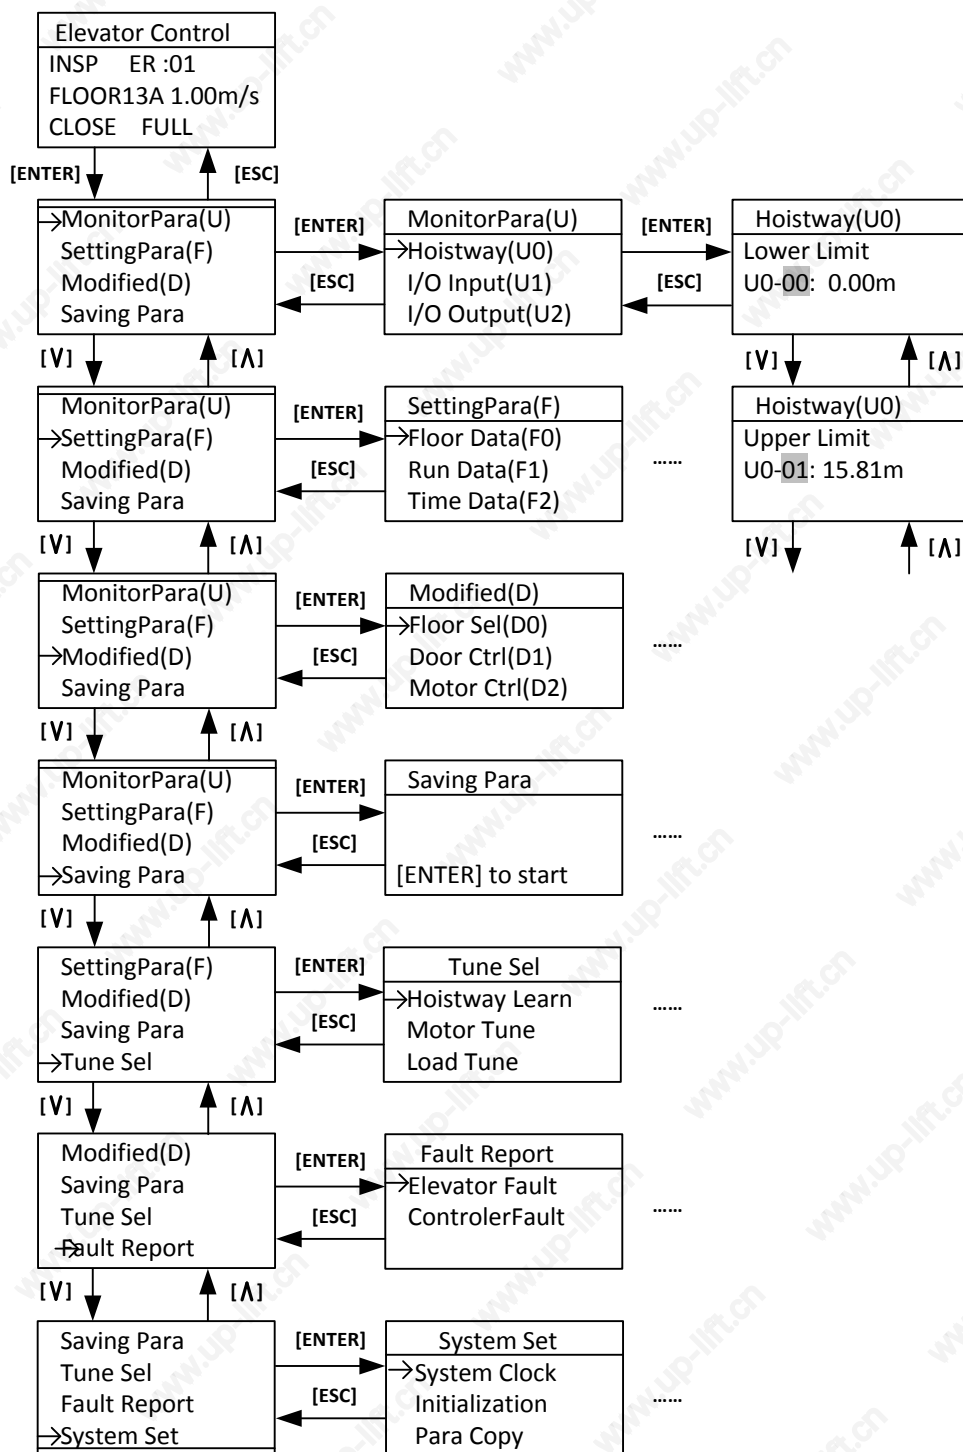 Elevator Control
INSP ER :01
FLOOR13A 1.00m/s
CLOSE FULL
[ENTER] [ESC]
MonitorPara(U)
SettingPara(F)
Modified(D)
Saving Para
[ENTER]
[ESC]
MonitorPara(U)
Hoistway(U0)
I/O Input(U1)
I/O Output(U2)
[ENTER]
[ESC]
Hoistway(U0)
Lower Limit
U0-00: 0.00m
[V] [Λ]
[V] [Λ]
MonitorPara(U)
SettingPara(F)
Modified(D)
Saving Para
[ENTER]
[ESC]
SettingPara(F)
Floor Data(F0)
Run Data(F1)
Time Data(F2)
......
Hoistway(U0)
Upper Limit
U0-01: 15.81m
[V] [Λ]
[V] [Λ]
MonitorPara(U)
SettingPara(F)
Modified(D)
Saving Para
[ENTER]
[ESC]
Modified(D)
Floor Sel(D0)
Door Ctrl(D1)
Motor Ctrl(D2)
......
[V] [Λ]
MonitorPara(U)
SettingPara(F)
Modified(D)
Saving Para
[ENTER]
[ESC]
Saving Para
[ENTER] to start
......
[V] [Λ]
SettingPara(F)
Modified(D)
Saving Para
Tune Sel
[ENTER]
[ESC]
Tune Sel
Hoistway Learn
Motor Tune
Load Tune
......
[V] [Λ]
Modified(D)
Saving Para
Tune Sel
Fault Report
[ENTER]
[ESC]
Fault Report
Elevator Fault
ControlerFault
......
[V] [Λ]
Saving Para
Tune Sel
Fault Report
System Set
[ENTER]
[ESC]
System Set
System Clock
Initialization
Para Copy
......
www.up-lift.cn